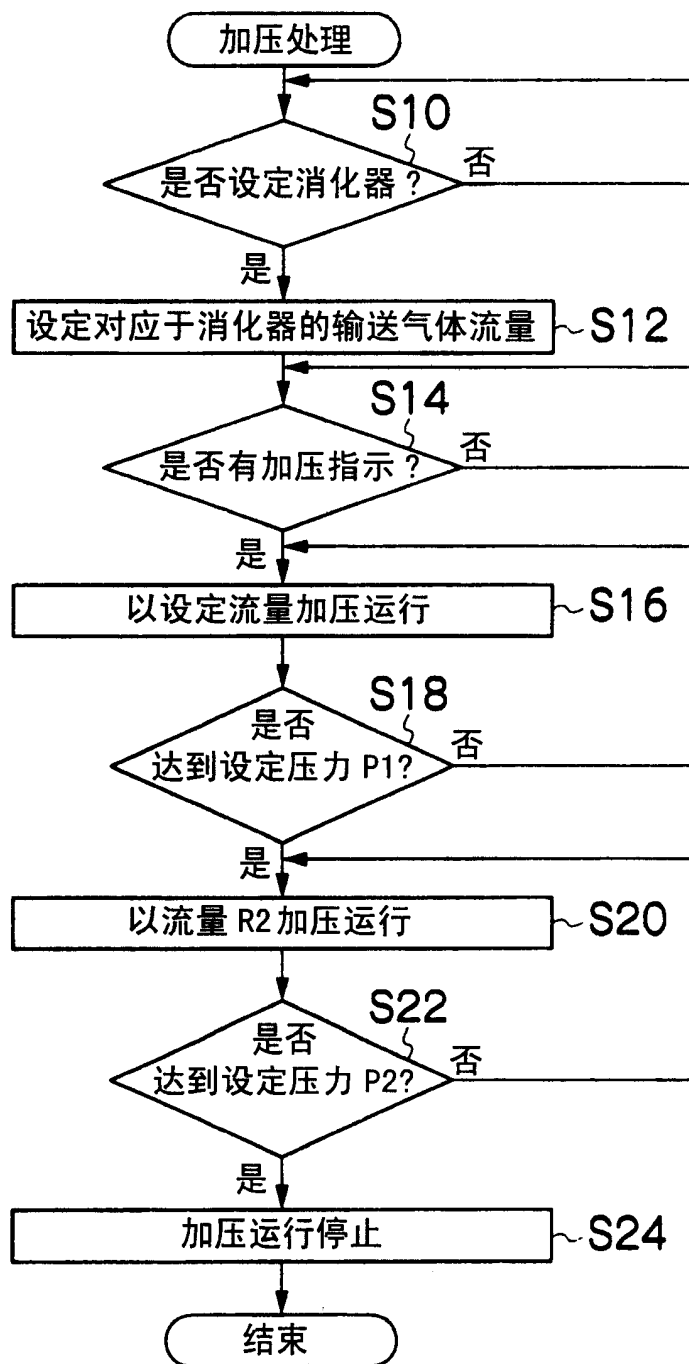 加压处理
S10
是否设定消化器?
否
是
设定对应于消化器的输送气体流量
S12
S14
是否有加压指示?
否
是
以设定流量加压运行
S16
S18
是否
达到设定压力 P1?
否
是
以流量 R2 加压运行
S20
S22
是否
达到设定压力 P2?
否
是
加压运行停止
S24
结束